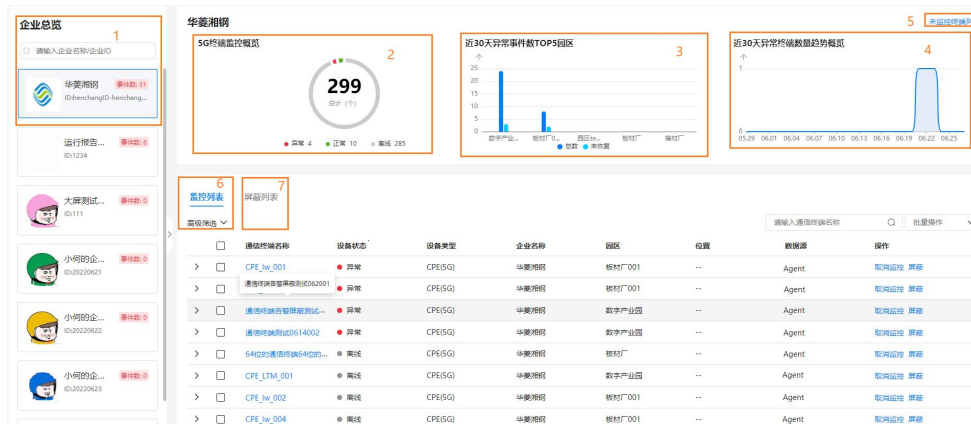 企业总览
1
请输入企业名称/企业ID
华菱湘钢
事件数: 31
ID:henchangID-henchang...
运行报告...
事件数: 6
ID:1234
大屏测试...
事件数: 0
ID:111
小何的企...
事件数: 0
ID:20220621
小何的企...
事件数: 0
ID:20220622
小何的企...
事件数: 0
ID:20220623
华菱湘钢
5
未监控终端列
5G终端监控概览
2
299
总计（个）
异常 4 正常 10 离线 285
近30天异常事件数TOP5园区
3
个
25
20
15
10
5
0
数字产业... 板材厂0... 西区te... 板材厂 棒材厂
总数 未恢复
近30天异常终端数量趋势概览
4
个
1
0
05.29 06.01 06.04 06.07 06.10 06.13 06.16 06.19 06.22 06.25
6
监控列表
7
屏蔽列表
高级筛选
请输入通信终端名称
批量操作
通信终端名称 设备状态 设备类型 企业名称 园区 位置 数据源 操作
CPE_lw_001 异常 CPE(5G) 华菱湘钢 板材厂001 -- Agent 取消监控 屏蔽
通信终端告警屏蔽测试062001
异常 CPE(5G) 华菱湘钢 板材厂001 -- Agent 取消监控 屏蔽
通信终端告警屏蔽测试... 异常 CPE(5G) 华菱湘钢 数字产业园 -- Agent 取消监控 屏蔽
通信终端测试0614002 异常 CPE(5G) 华菱湘钢 数字产业园 -- Agent 取消监控 屏蔽
64位的通信终端64位的... 离线 CPE(5G) 华菱湘钢 板材厂 -- Agent 取消监控 屏蔽
CPE_LTM_001 离线 CPE(5G) 华菱湘钢 数字产业园 -- Agent 取消监控 屏蔽
CPE_lw_002 离线 CPE(5G) 华菱湘钢 板材厂001 -- Agent 取消监控 屏蔽
CPE_lw_004 离线 CPE(5G) 华菱湘钢 板材厂001 -- Agent 取消监控 屏蔽